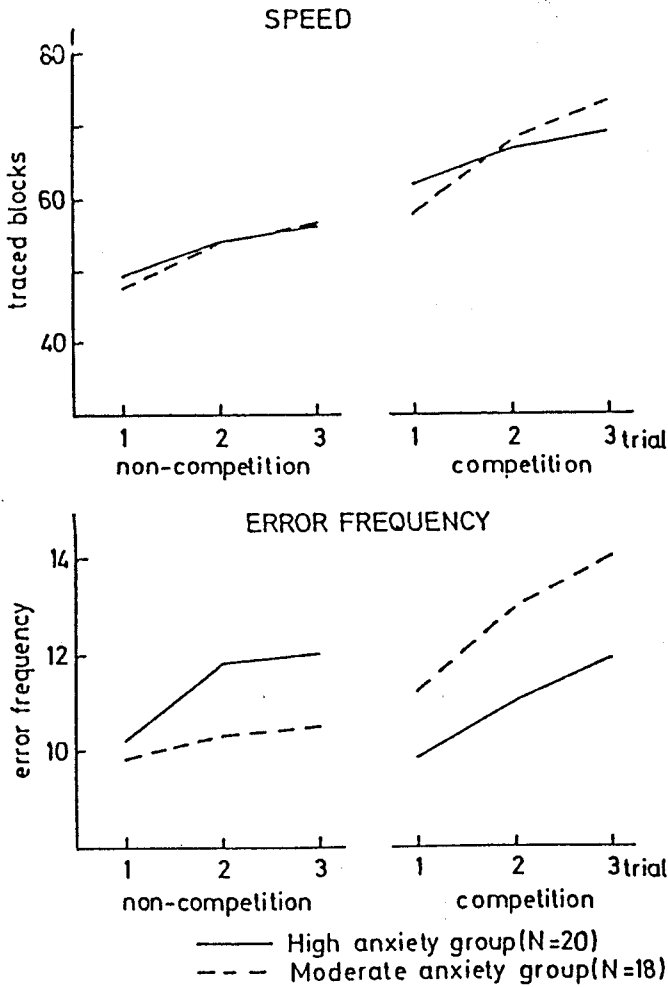 SPEED
80
60
40
traced blocks
1 2 3
non-competition
1 2 3 trial
competition
ERROR FREQUENCY
14
12
10
error frequency
1 2 3
non-competition
1 2 3 trial
competition
High anxiety group(N=20)
Moderate anxiety group(N=18)